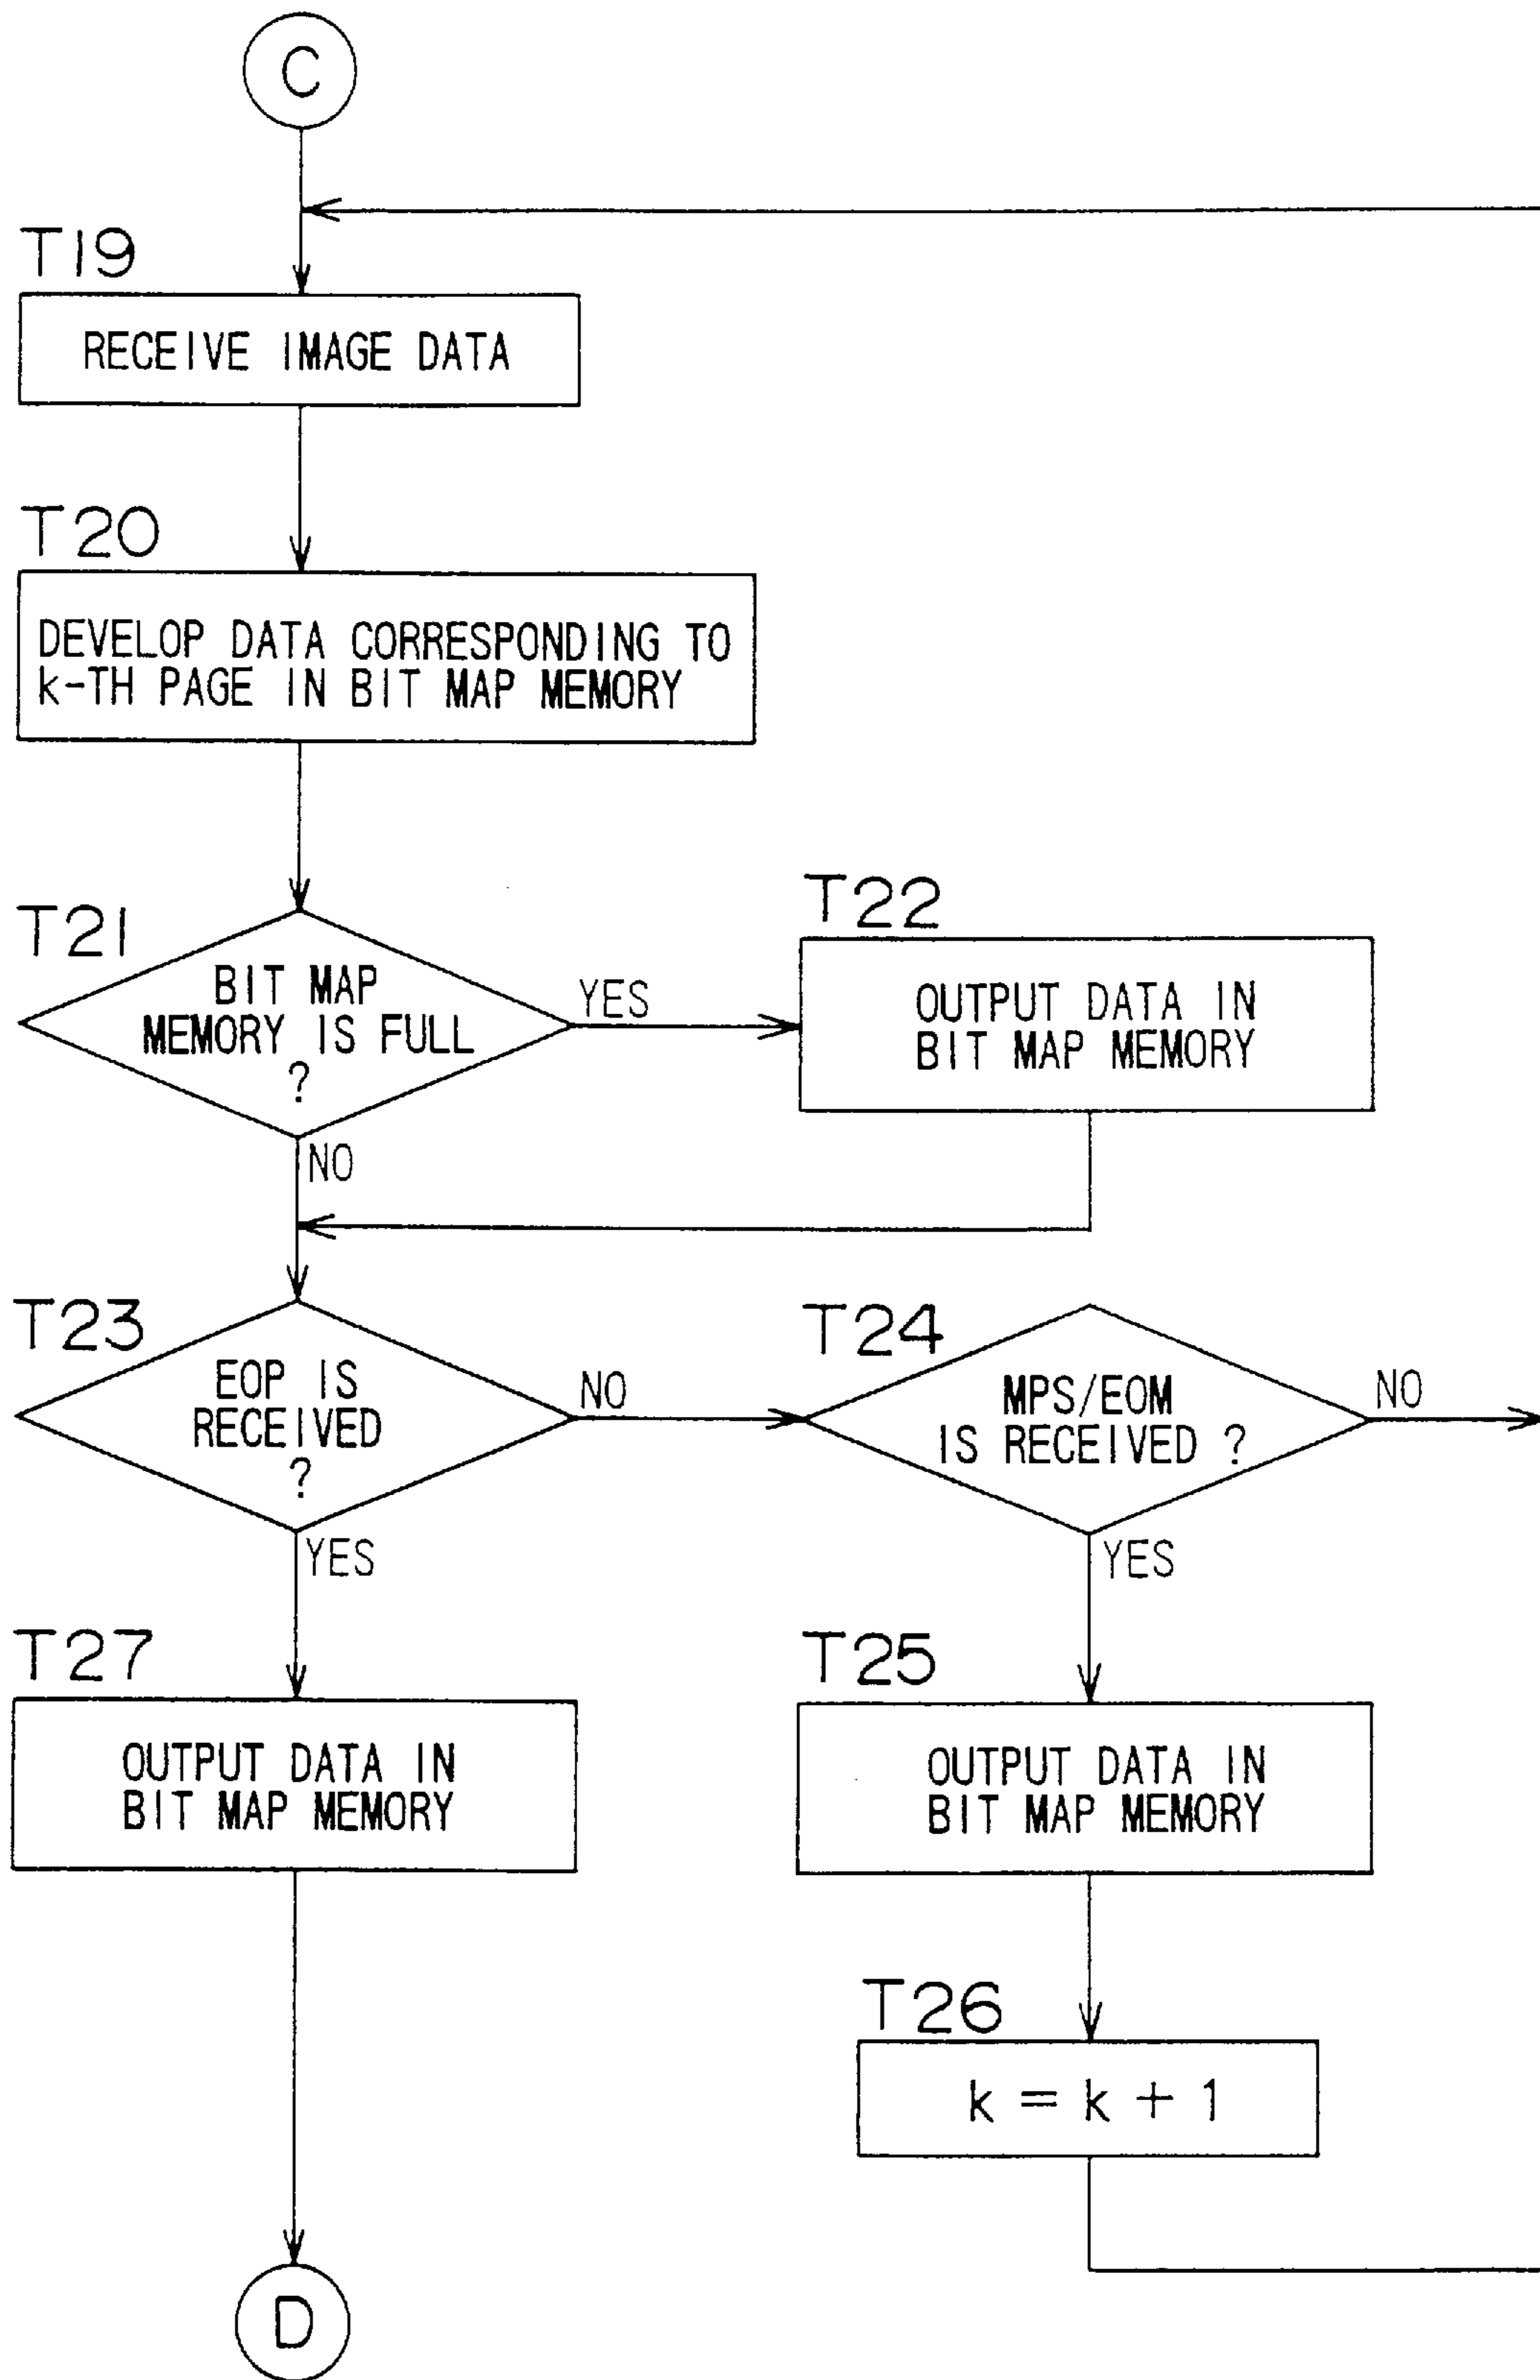 C
T19
RECEIVE IMAGE DATA
T20
DEVELOP DATA CORRESPONDING TO
k-TH PAGE IN BIT MAP MEMORY
T21
BIT MAP
MEMORY IS FULL
?
YES
NO
T22
OUTPUT DATA IN
BIT MAP MEMORY
T23
EOP IS
RECEIVED
?
NO
YES
T24
MPS/EOM
IS RECEIVED ?
NO
YES
T27
OUTPUT DATA IN
BIT MAP MEMORY
T25
OUTPUT DATA IN
BIT MAP MEMORY
T26
k = k + 1
D